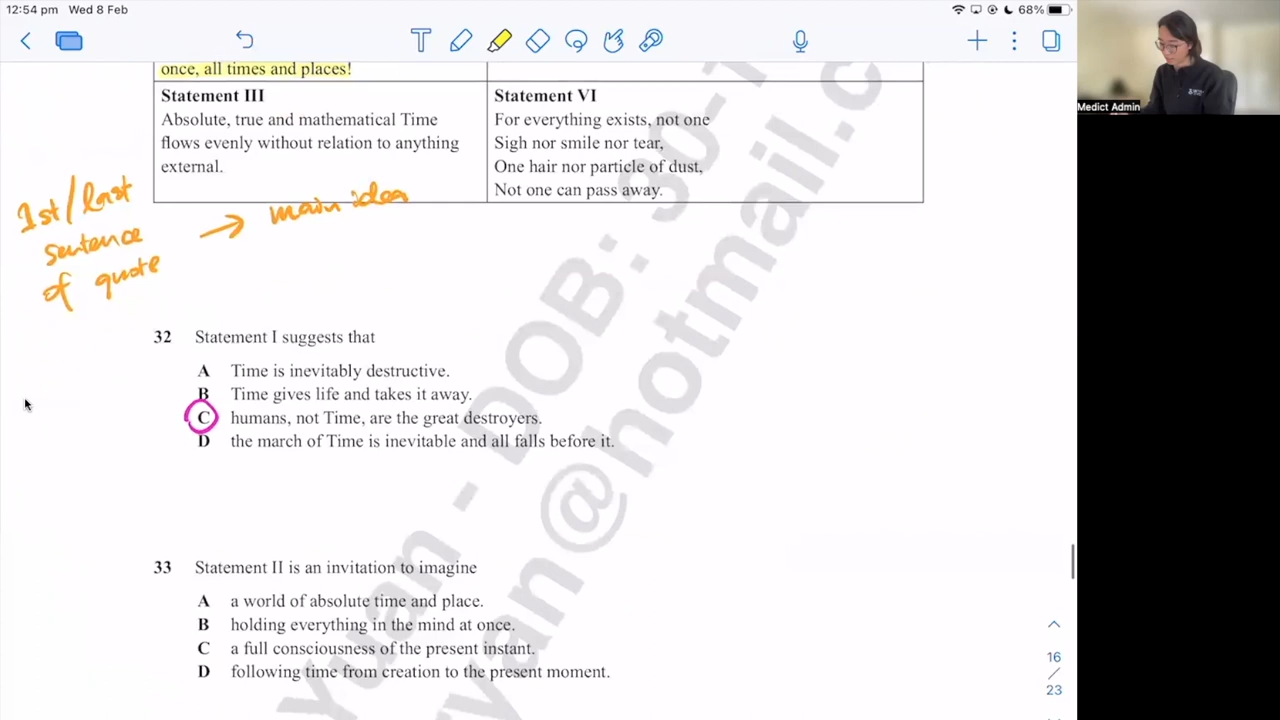 12:54 pm Wed 8 Feb
68%
Medict Admin
once, all times and places!
Statement III
Absolute, true and mathematical Time
flows evenly without relation to anything
external.
Statement VI
For everything exists, not one
Sigh nor smile nor tear,
One hair nor particle of dust,
Not one can pass away.
1st/last
sentence
of quote
→ main idea
32 Statement I suggests that
A Time is inevitably destructive.
B Time gives life and takes it away.
C humans, not Time, are the great destroyers.
D the march of Time is inevitable and all falls before it.
33 Statement II is an invitation to imagine
A a world of absolute time and place.
B holding everything in the mind at once.
C a full consciousness of the present instant.
D following time from creation to the present moment.
16
/
23
Yuan - DOB: 30-1
ryan@hotmail.c